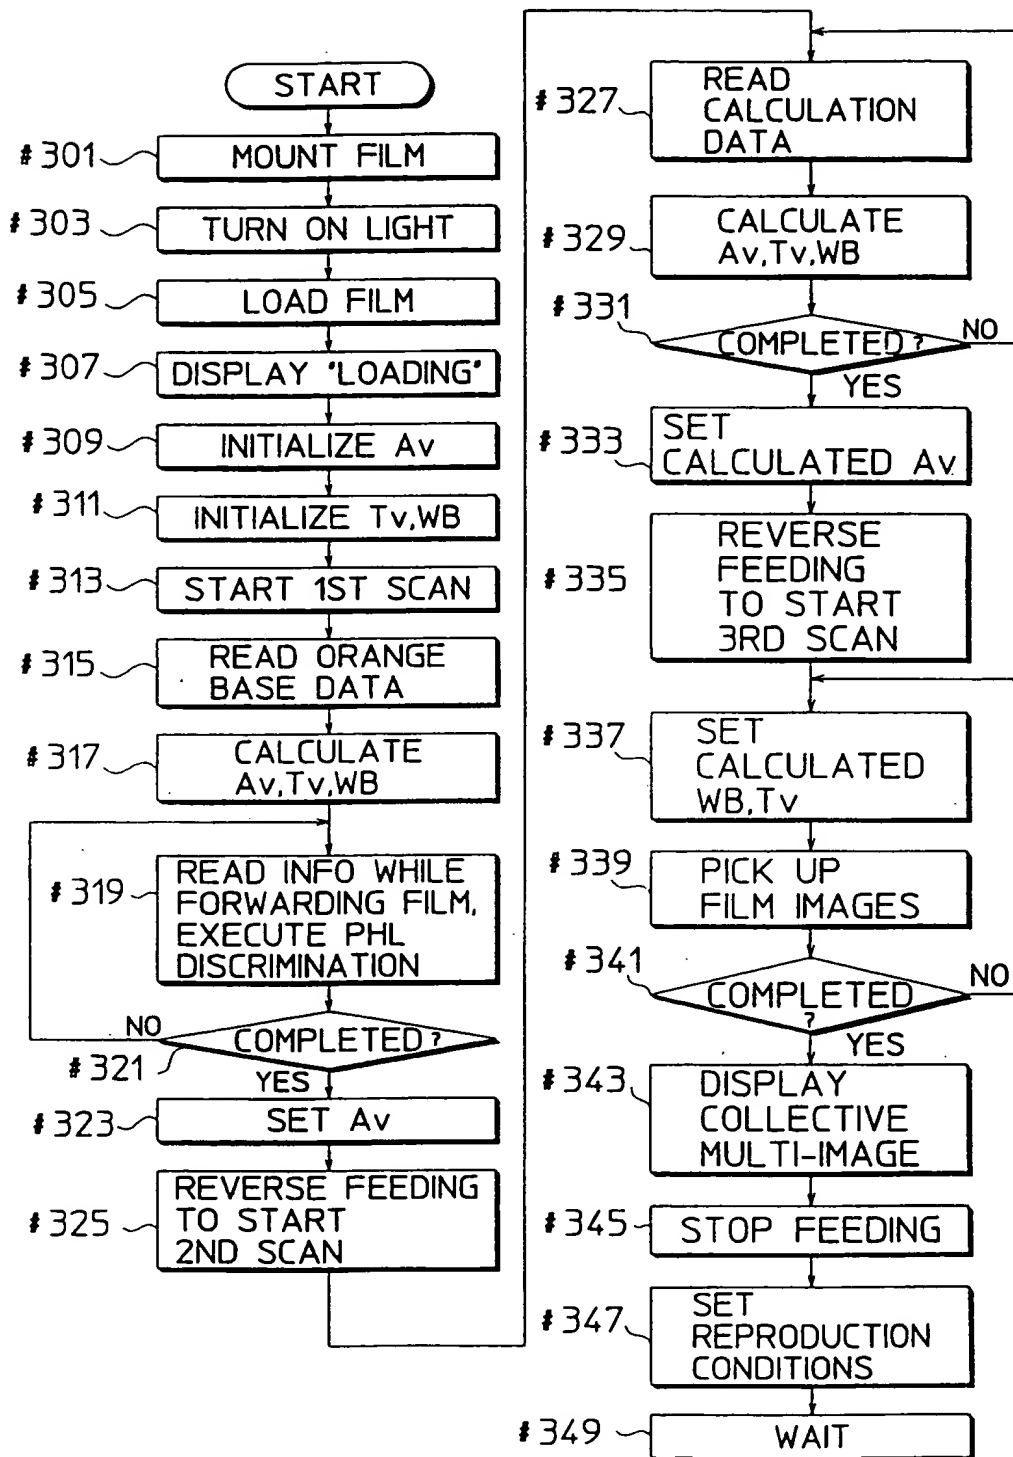 START
#301
MOUNT FILM
#303
TURN ON LIGHT
#305
LOAD FILM
#307
DISPLAY "LOADING"
#309
INITIALIZE Av
#311
INITIALIZE Tv,WB
#313
START 1ST SCAN
#315
READ ORANGE
BASE DATA
#317
CALCULATE
Av,Tv,WB
#319
READ INFO WHILE
FORWARDING FILM,
EXECUTE PHL
DISCRIMINATION
NO
COMPLETED?
#321
YES
#323
SET Av
#325
REVERSE FEEDING
TO START
2ND SCAN
#327
READ
CALCULATION
DATA
#329
CALCULATE
Av,Tv,WB
#331
COMPLETED?
NO
YES
#333
SET
CALCULATED Av
#335
REVERSE
FEEDING
TO START
3RD SCAN
#337
SET
CALCULATED
WB,Tv
#339
PICK UP
FILM IMAGES
#341
COMPLETED
?
NO
YES
#343
DISPLAY
COLLECTIVE
MULTI-IMAGE
#345
STOP FEEDING
#347
SET
REPRODUCTION
CONDITIONS
#349
WAIT